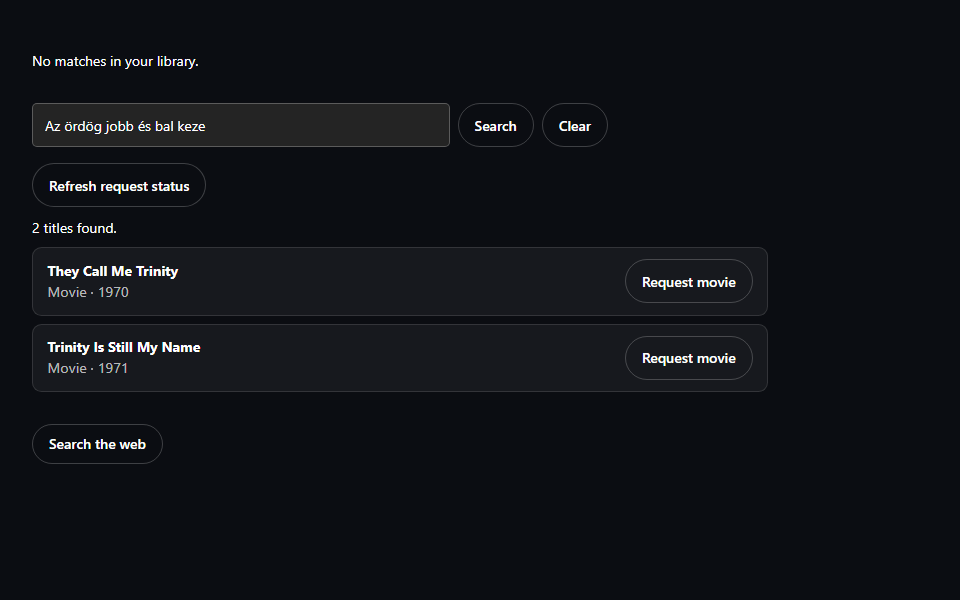 No matches in your library.
Az ördög jobb és bal keze
Search
Clear
Refresh request status
2 titles found.
They Call Me Trinity
Movie · 1970
Request movie
Trinity Is Still My Name
Movie · 1971
Request movie
Search the web